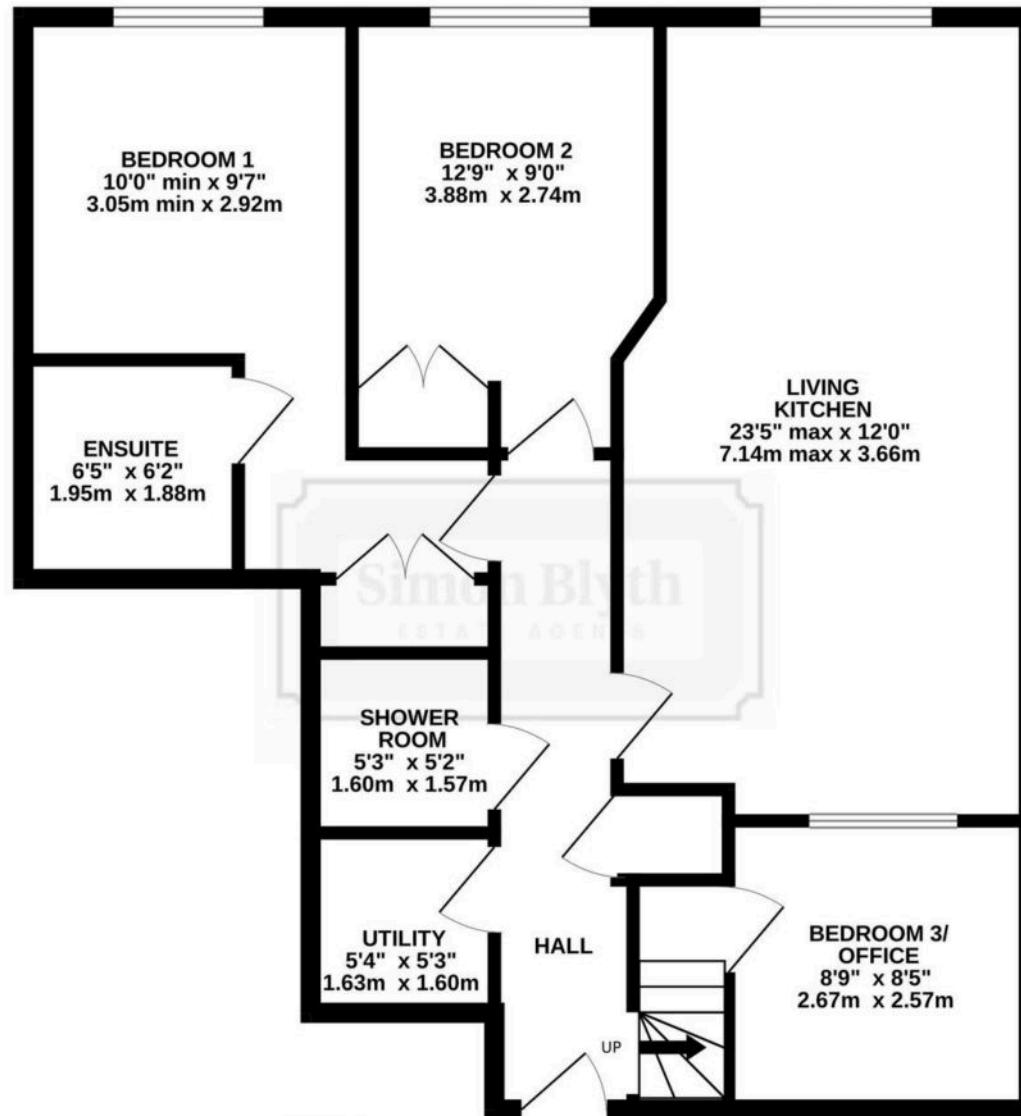 BEDROOM 1
10'0" min x 9'7"
3.05m min x 2.92m
BEDROOM 2
12'9" x 9'0"
3.88m x 2.74m
LIVING
KITCHEN
23'5" max x 12'0"
7.14m max x 3.66m
ENSUITE
6'5" x 6'2"
1.95m x 1.88m
Simon Blyth
ESTATE AGENTS
SHOWER
ROOM
5'3" x 5'2"
1.60m x 1.57m
UTILITY
5'4" x 5'3"
1.63m x 1.60m
HALL
BEDROOM 3/
OFFICE
8'9" x 8'5"
2.67m x 2.57m
UP